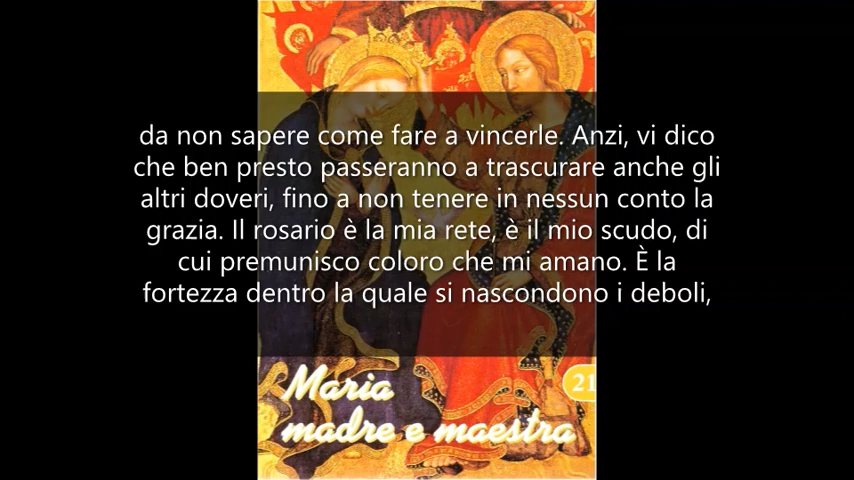 da non sapere come fare a vincerle. Anzi, vi dico
che ben presto passeranno a trascurare anche gli
altri doveri, fino a non tenere in nessun conto la
grazia. Il rosario è la mia rete, è il mio scudo, di
cui premunisco coloro che mi amano. È la
fortezza dentro la quale si nascondono i deboli,
Maria
21
madre e maestra